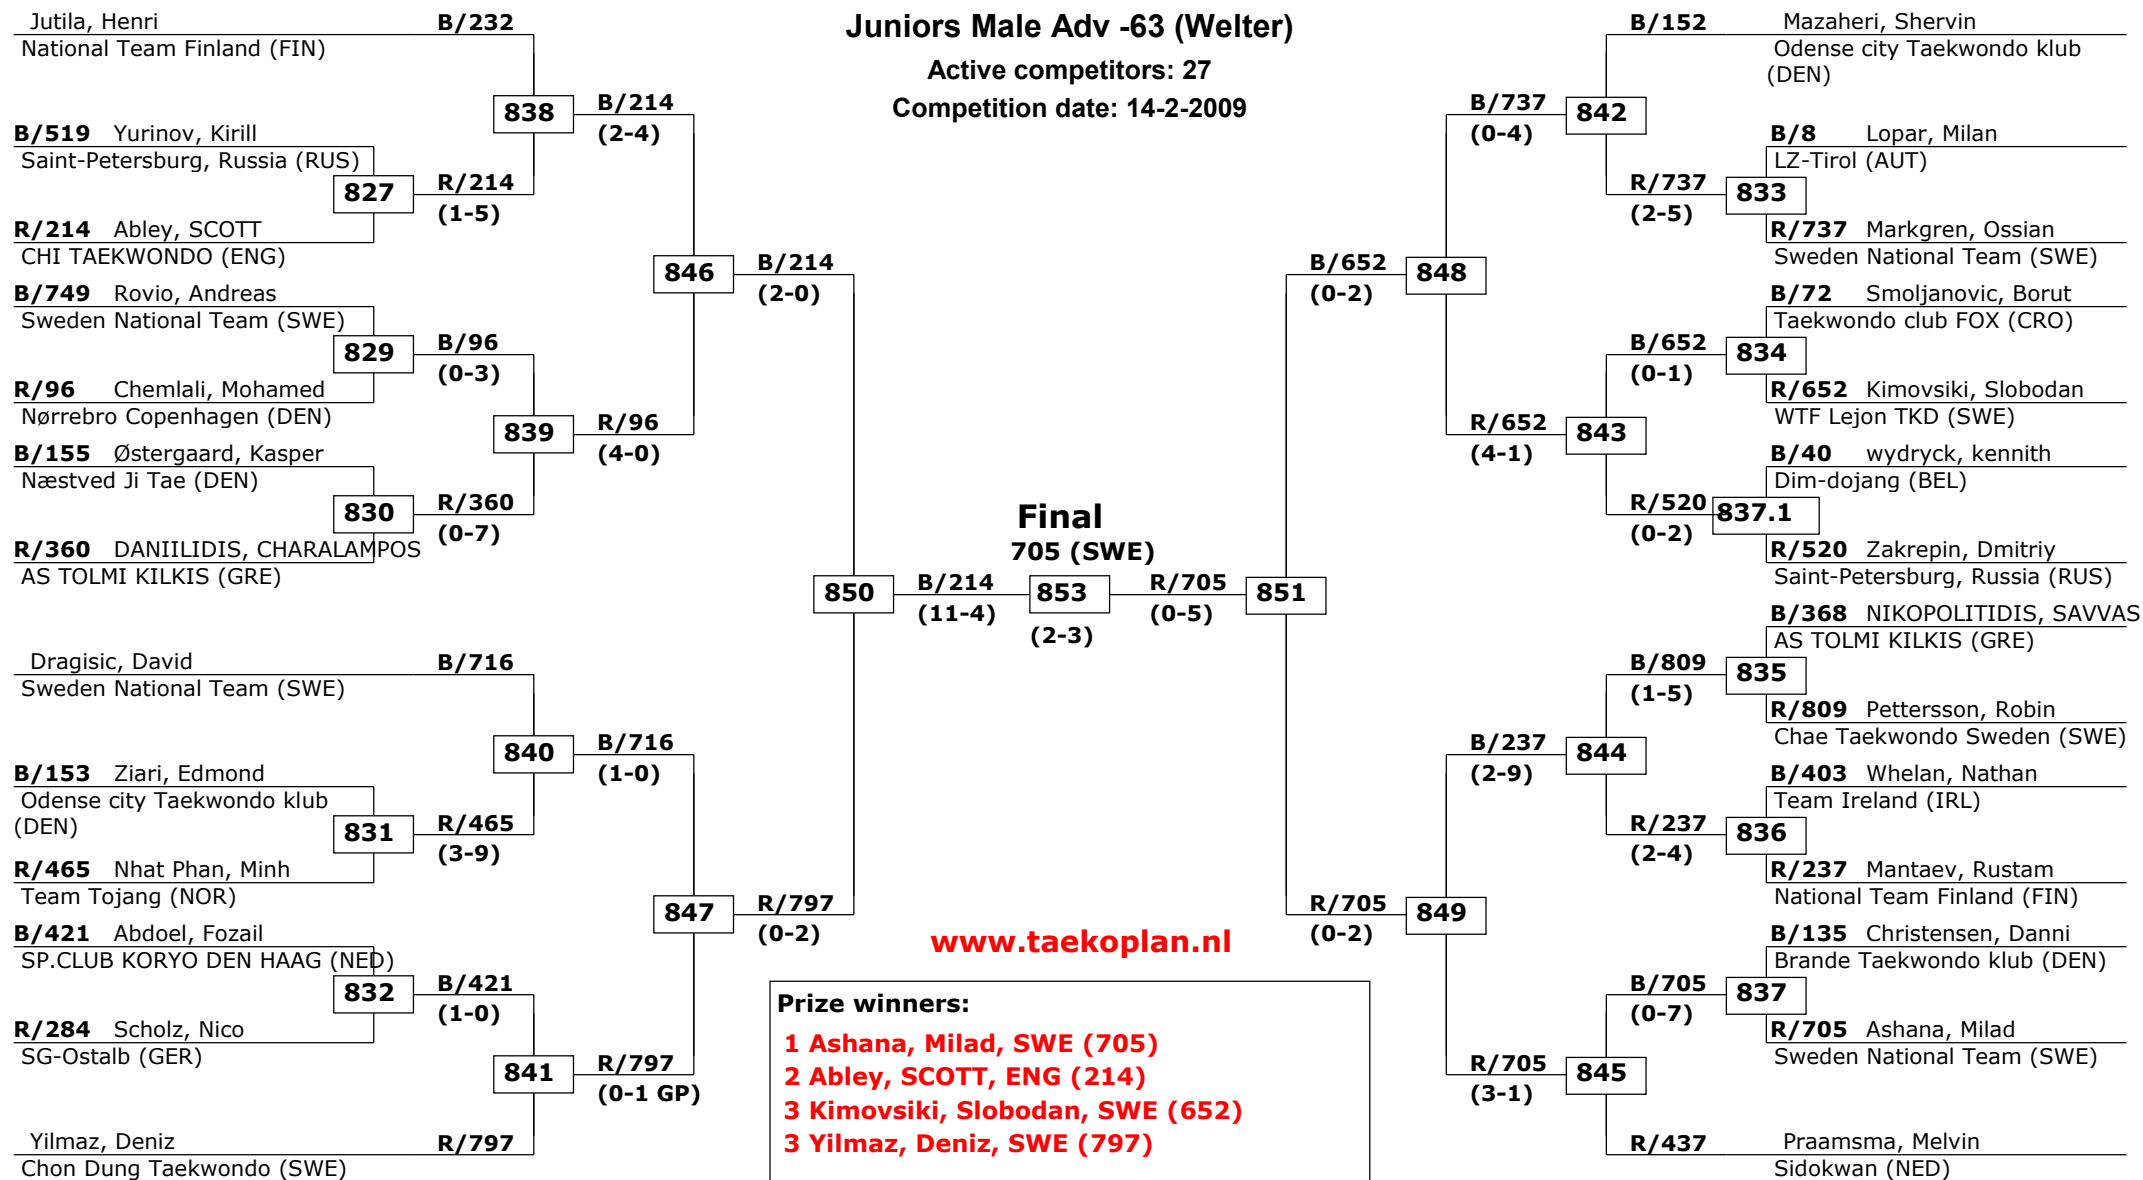 Juniors Male Adv -63 (Welter)
Active competitors: 27
Competition date: 14-2-2009
Jutila, Henri
B/232
National Team Finland (FIN)
838
B/214
(2-4)
B/519 Yurinov, Kirill
Saint-Petersburg, Russia (RUS)
827
R/214
(1-5)
R/214 Abley, SCOTT
CHI TAEKWONDO (ENG)
846
B/214
(2-0)
B/749 Rovio, Andreas
Sweden National Team (SWE)
829
B/96
(0-3)
R/96 Chemlali, Mohamed
Nørrebro Copenhagen (DEN)
839
R/96
(4-0)
B/155 Østergaard, Kasper
Næstved Ji Tae (DEN)
830
R/360
(0-7)
R/360 DANIILIDIS, CHARALAMPOS
AS TOLMI KILKIS (GRE)
850
B/214
(11-4)
Dragisic, David
B/716
Sweden National Team (SWE)
840
B/716
(1-0)
B/153 Ziari, Edmond
Odense city Taekwondo klub
(DEN)
831
R/465
(3-9)
R/465 Nhat Phan, Minh
Team Tojang (NOR)
847
R/797
(0-2)
B/421 Abdoel, Fozail
SP.CLUB KORYO DEN HAAG (NED)
832
B/421
(1-0)
R/284 Scholz, Nico
SG-Ostalb (GER)
841
R/797
(0-1 GP)
Yilmaz, Deniz
R/797
Chon Dung Taekwondo (SWE)
Final
705 (SWE)
853
(2-3)
R/705
(0-5)
851
B/152
Mazaheri, Shervin
Odense city Taekwondo klub
(DEN)
B/737
(0-4)
842
B/8 Lopar, Milan
LZ-Tirol (AUT)
R/737
(2-5)
833
R/737 Markgren, Ossian
Sweden National Team (SWE)
B/652
(0-2)
848
B/72 Smoljanovic, Borut
Taekwondo club FOX (CRO)
B/652
(0-1)
834
R/652 Kimovsiki, Slobodan
WTF Lejon TKD (SWE)
R/652
(4-1)
843
B/40 wydryck, kennith
Dim-dojang (BEL)
R/520
(0-2)
837.1
R/520 Zakrepin, Dmitriy
Saint-Petersburg, Russia (RUS)
B/368 NIKOPOLITIDIS, SAVVAS
AS TOLMI KILKIS (GRE)
B/809
(1-5)
835
R/809 Pettersson, Robin
Chae Taekwondo Sweden (SWE)
B/237
(2-9)
844
B/403 Whelan, Nathan
Team Ireland (IRL)
R/237
(2-4)
836
R/237 Mantaev, Rustam
National Team Finland (FIN)
R/705
(0-2)
849
B/135 Christensen, Danni
Brande Taekwondo klub (DEN)
B/705
(0-7)
837
R/705 Ashana, Milad
Sweden National Team (SWE)
R/705
(3-1)
845
R/437
Praamsma, Melvin
Sidokwan (NED)
www.taekoplan.nl
Prize winners:
1 Ashana, Milad, SWE (705)
2 Abley, SCOTT, ENG (214)
3 Kimovsiki, Slobodan, SWE (652)
3 Yilmaz, Deniz, SWE (797)